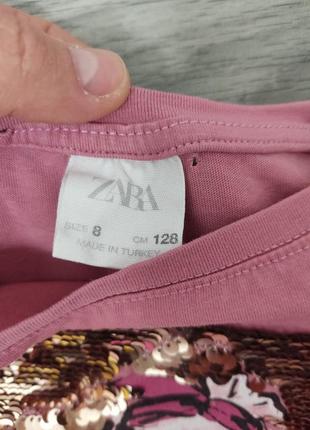 ZARA
SIZE 8 CM 128
MADE IN TURKEY